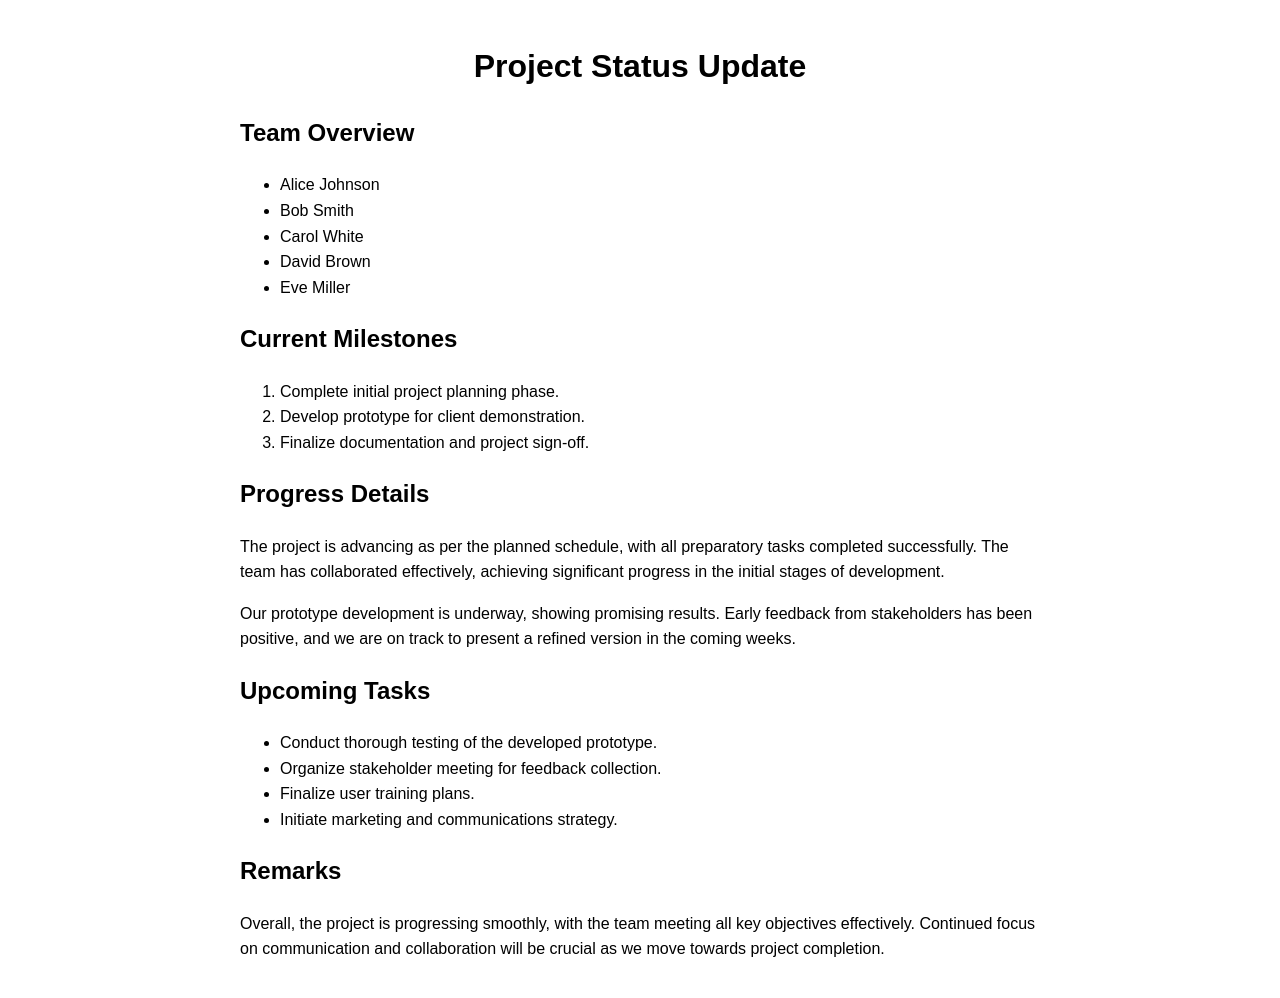 Project Status Update
Team Overview
• Alice Johnson
• Bob Smith
• Carol White
• David Brown
• Eve Miller
Current Milestones
1. Complete initial project planning phase.
2. Develop prototype for client demonstration.
3. Finalize documentation and project sign-off.
Progress Details
The project is advancing as per the planned schedule, with all preparatory tasks completed successfully. The
team has collaborated effectively, achieving significant progress in the initial stages of development.
Our prototype development is underway, showing promising results. Early feedback from stakeholders has been
positive, and we are on track to present a refined version in the coming weeks.
Upcoming Tasks
• Conduct thorough testing of the developed prototype.
• Organize stakeholder meeting for feedback collection.
• Finalize user training plans.
• Initiate marketing and communications strategy.
Remarks
Overall, the project is progressing smoothly, with the team meeting all key objectives effectively. Continued focus
on communication and collaboration will be crucial as we move towards project completion.